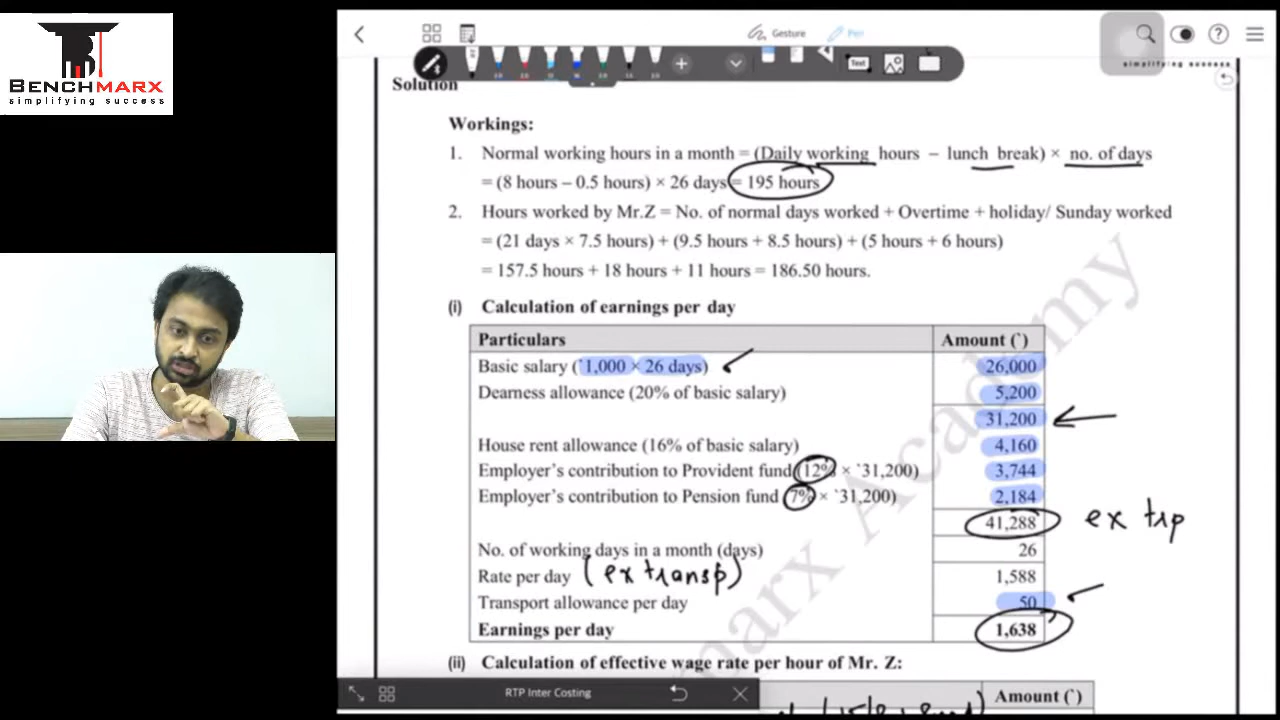 BENCHMARX
simplifying success
Gesture
Pen
Text
simplifying success
Solution
Workings:
1. Normal working hours in a month = (Daily working hours – lunch break) × no. of days
= (8 hours – 0.5 hours) × 26 days = 195 hours
2. Hours worked by Mr.Z = No. of normal days worked + Overtime + holiday/ Sunday worked
= (21 days × 7.5 hours) + (9.5 hours + 8.5 hours) + (5 hours + 6 hours)
= 157.5 hours + 18 hours + 11 hours = 186.50 hours.
(i) Calculation of earnings per day
Particulars Amount (`)
Basic salary (`1,000 × 26 days) 26,000
Dearness allowance (20% of basic salary) 5,200
31,200
House rent allowance (16% of basic salary) 4,160
Employer's contribution to Provident fund (12% × `31,200) 3,744
Employer's contribution to Pension fund (7% × `31,200) 2,184
41,288 ex trp
No. of working days in a month (days) 26
Rate per day (ex transp) 1,588
Transport allowance per day 50
Earnings per day 1,638
(ii) Calculation of effective wage rate per hour of Mr. Z:
RTP Inter Costing
Amount (`)
marx Academy